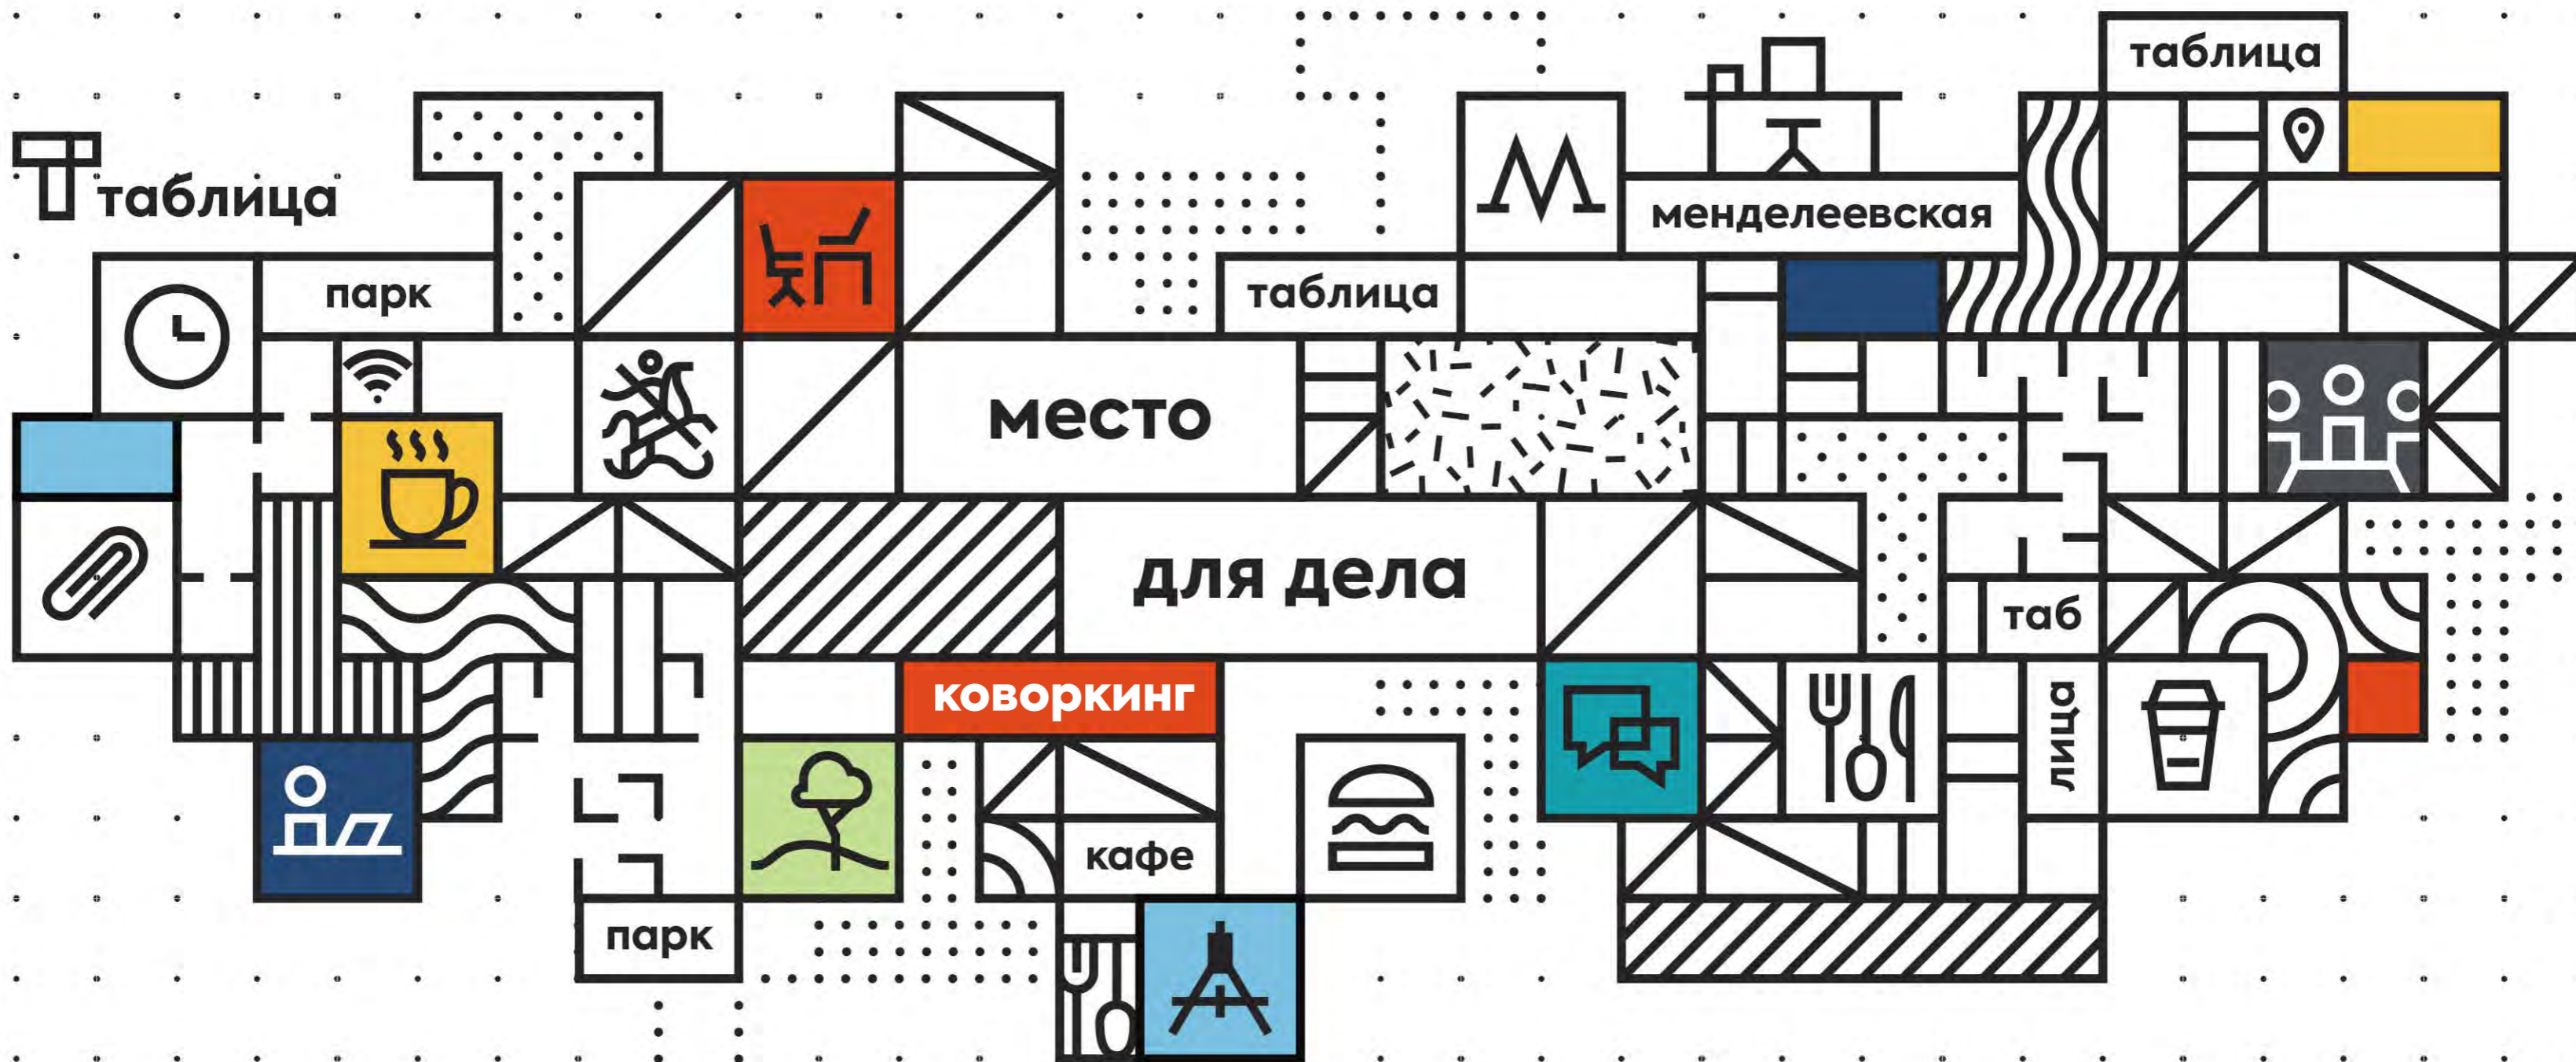 таблица
таблица
менделеевская
парк
таблица
место
для дела
таб
лица
коворкинг
кафе
парк